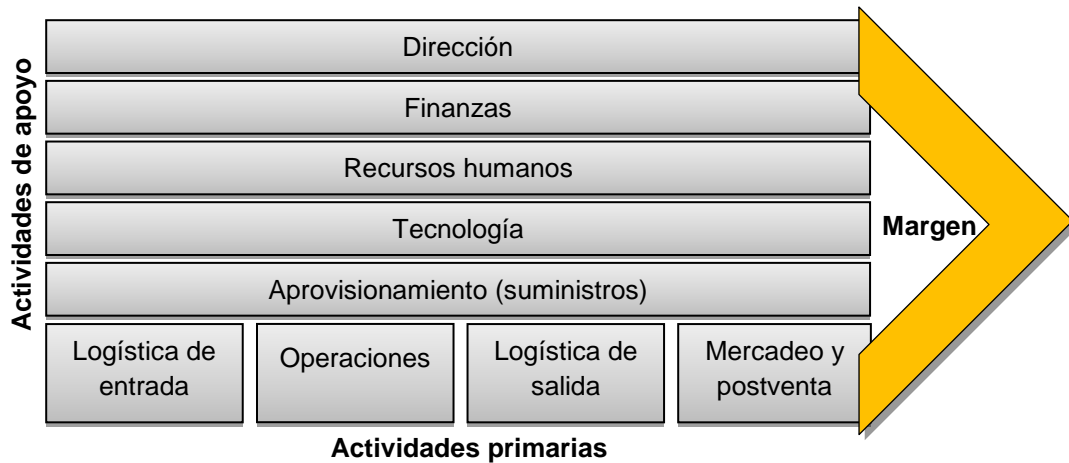 Actividades de apoyo
Dirección
Finanzas
Recursos humanos
Tecnología
Margen
Aprovisionamiento (suministros)
Logística de
entrada
Operaciones
Logística de
salida
Mercadeo y
postventa
Actividades primarias